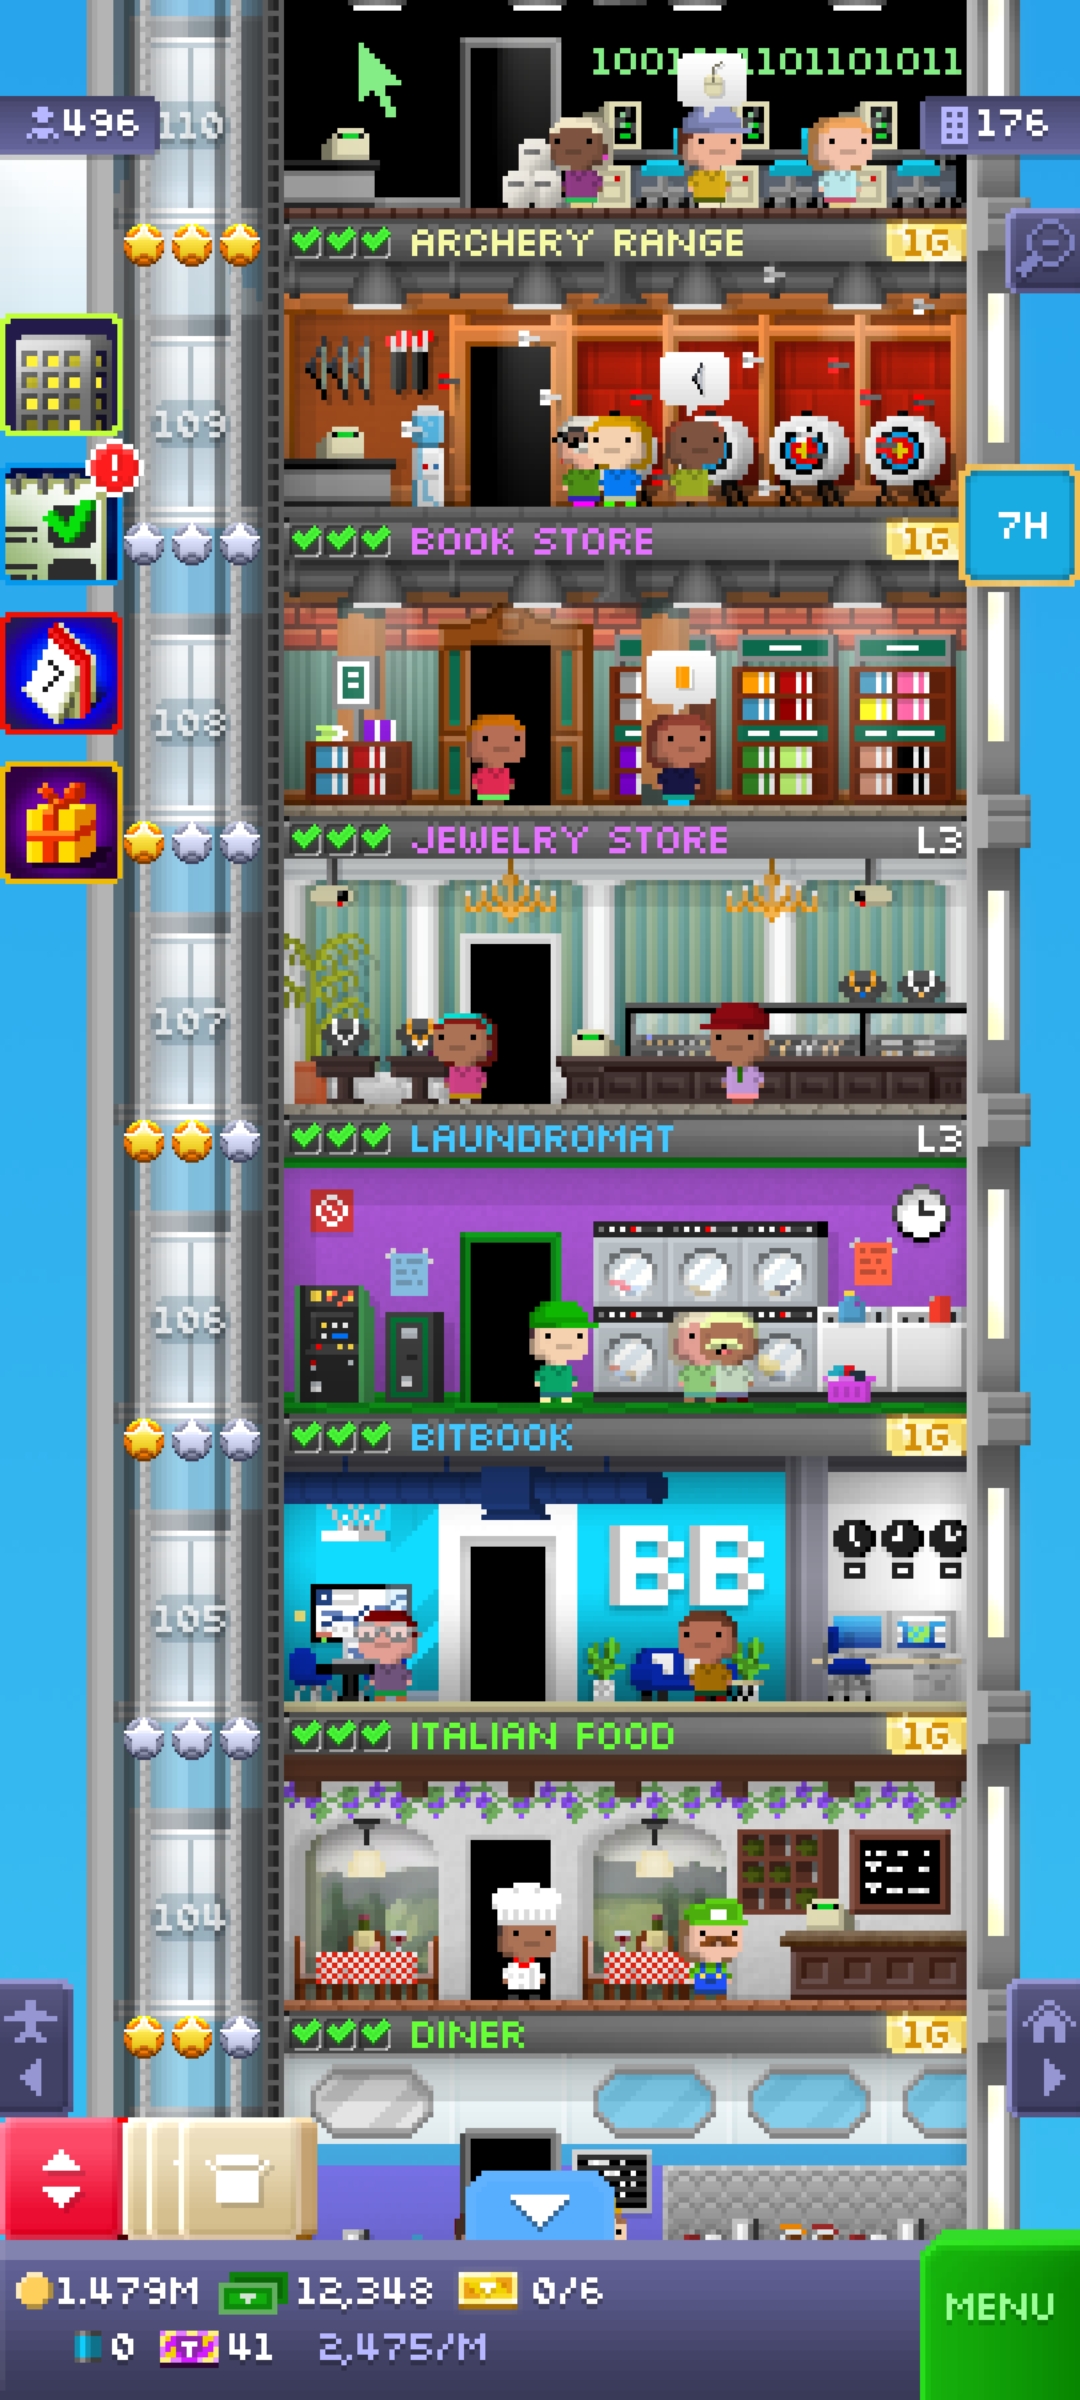 1001 1101101011
496
110
176
ARCHERY RANGE 1G
109
BOOK STORE 1G
7H
108
JEWELRY STORE L3
107
LAUNDROMAT L3
106
BITBOOK 1G
BB
105
ITALIAN FOOD 1G
104
DINER 1G
1.479M 12,348 0/6
0 41 2,475/M
MENU